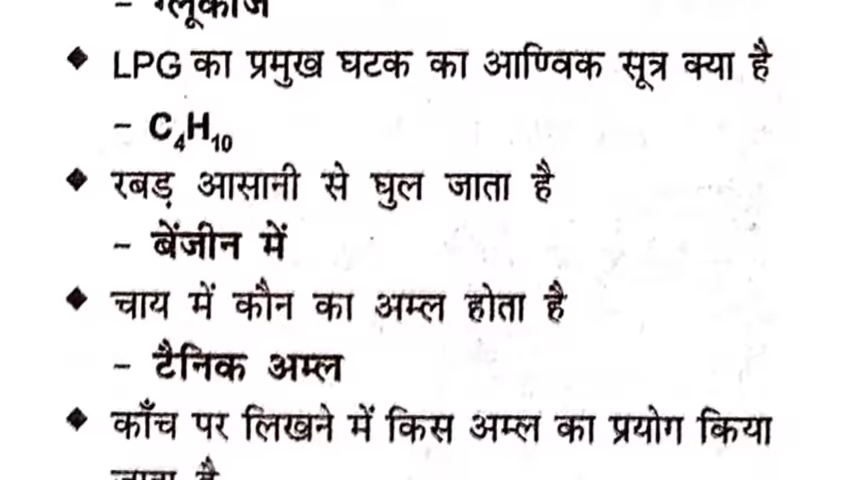 – ग्लूकोज
◆ LPG का प्रमुख घटक का आण्विक सूत्र क्या है
– C₄H₁₀
◆ रबड़ आसानी से घुल जाता है
– बेंजीन में
◆ चाय में कौन का अम्ल होता है
– टैनिक अम्ल
◆ काँच पर लिखने में किस अम्ल का प्रयोग किया
जाता है